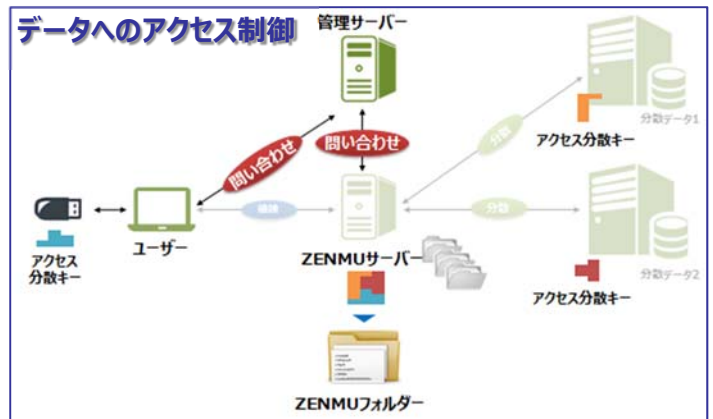 データへのアクセス制御
管理サーバー
分散データ1
アクセス分散キー
問い合わせ
問い合わせ
分散
アクセス
分散キー
ユーザー
ZENMUサーバー
分散
分散データ2
アクセス分散キー
ZENMUフォルダー